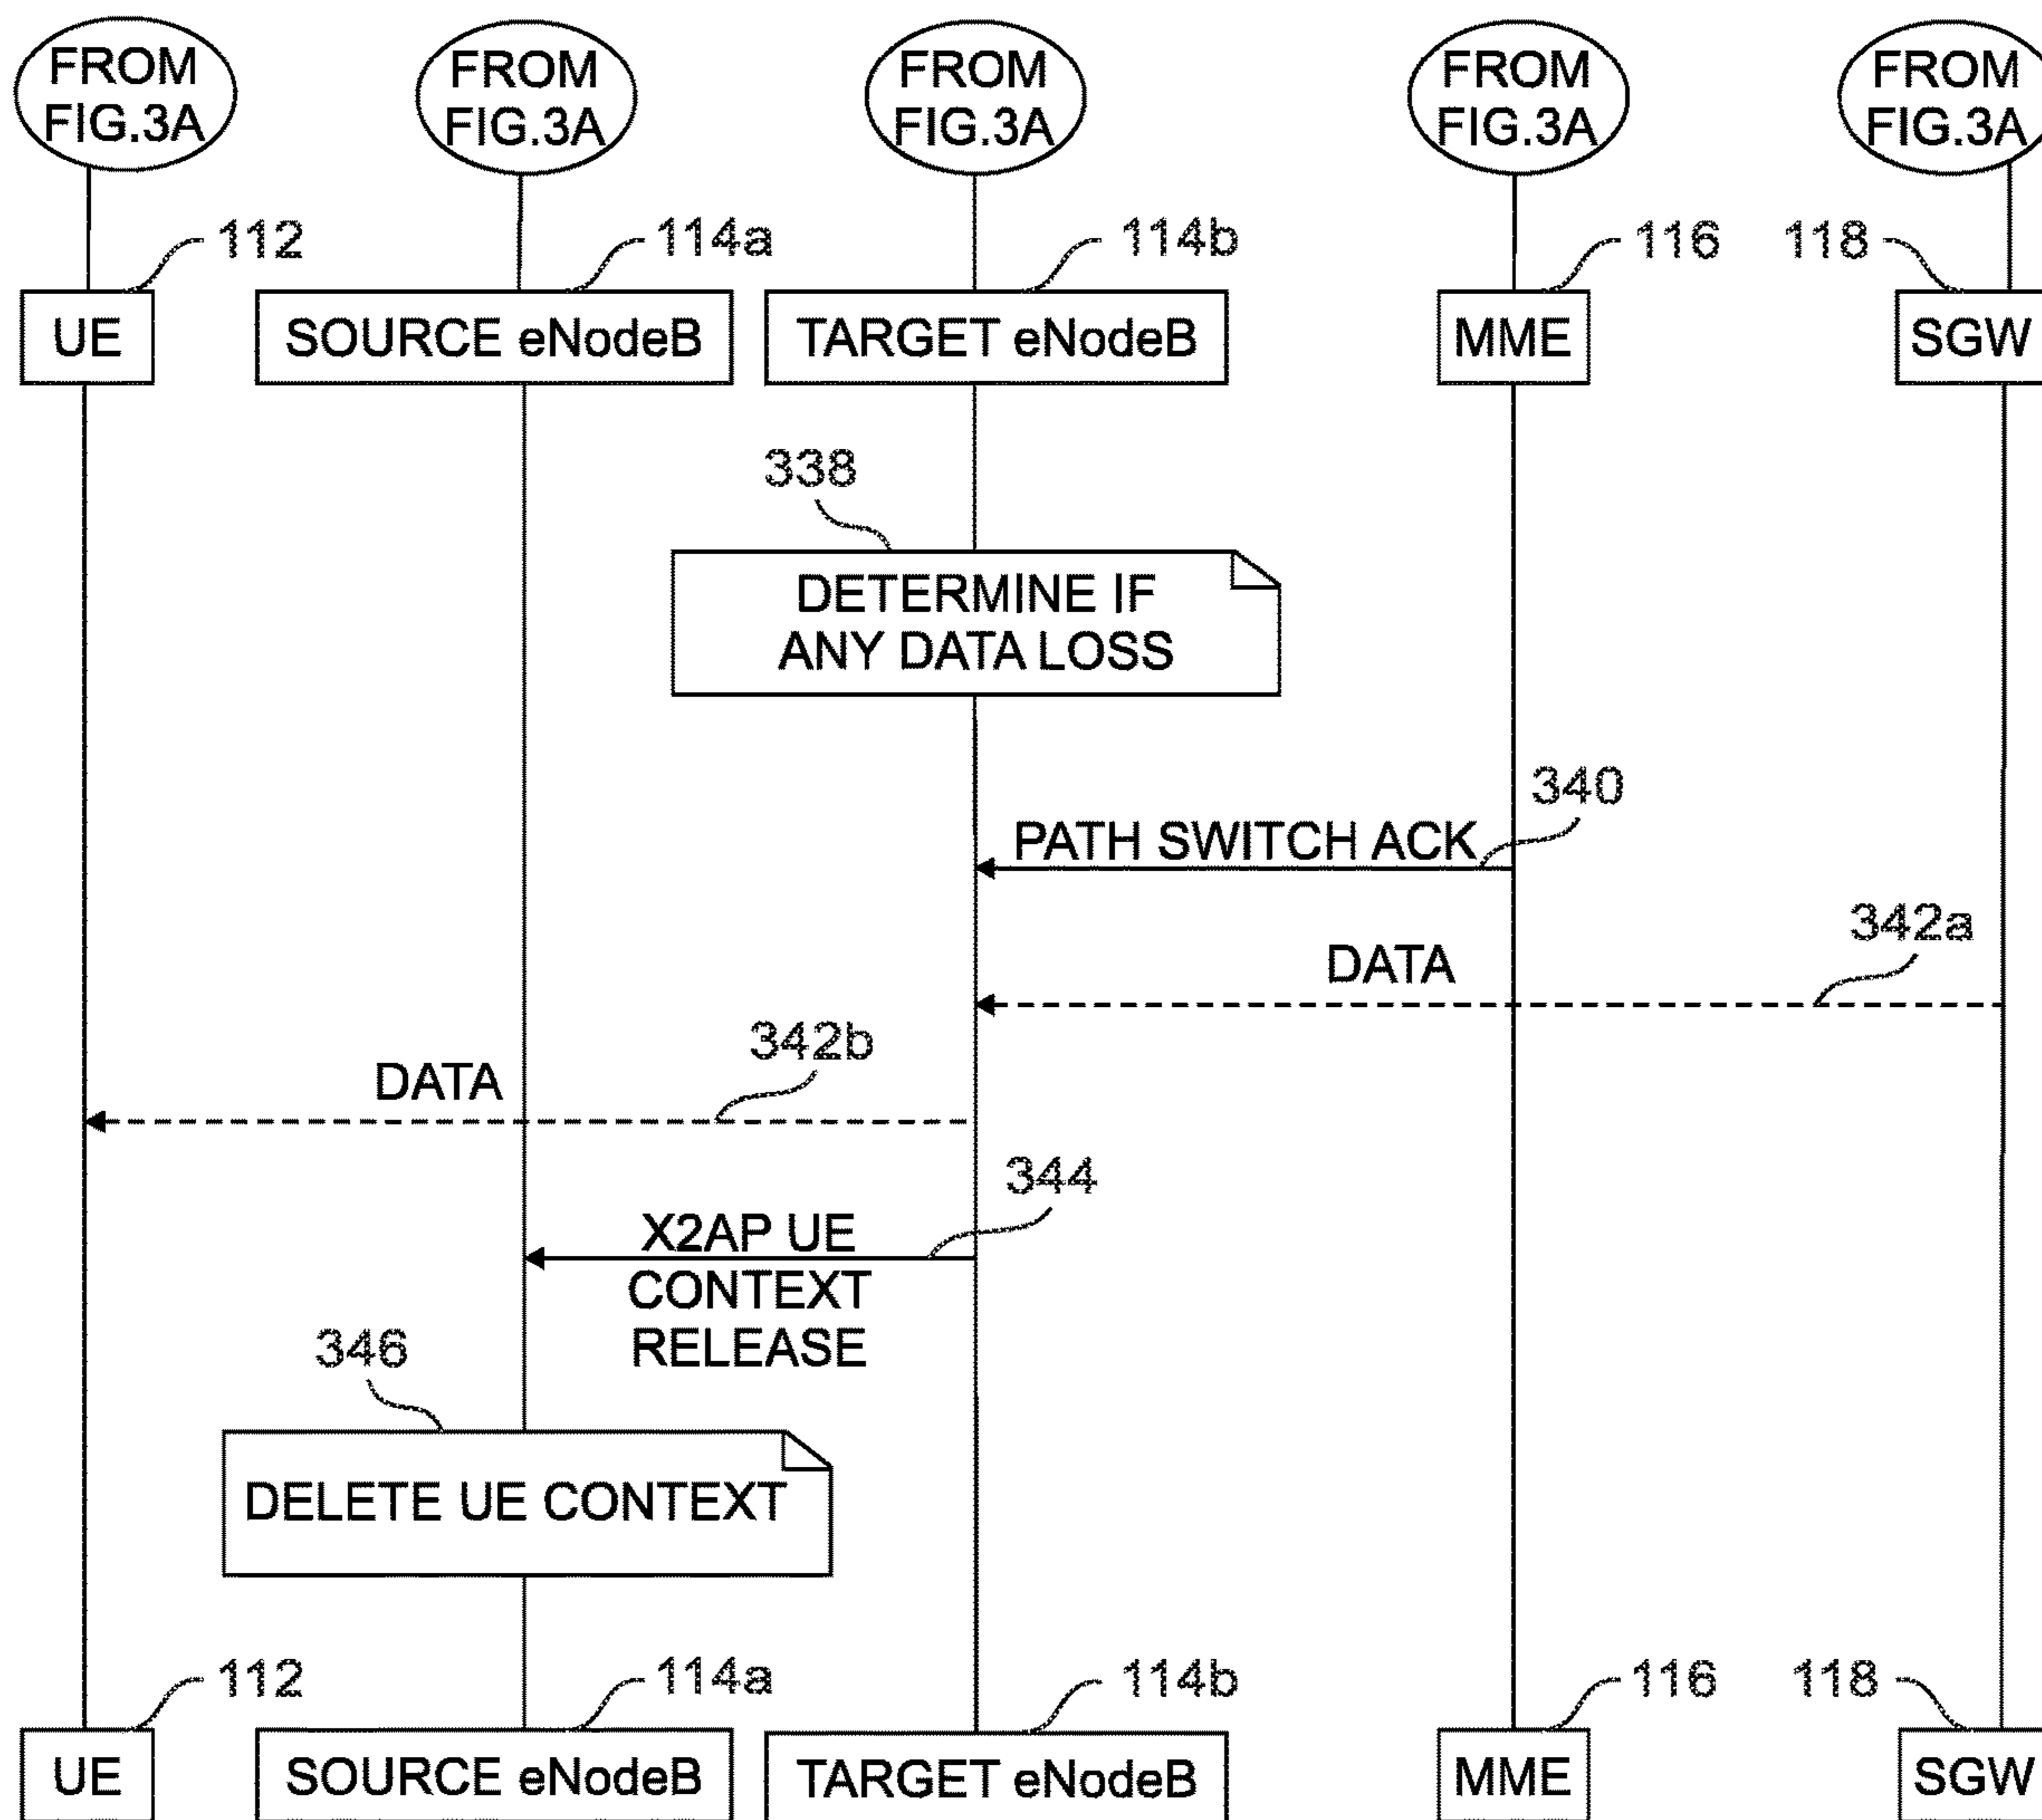 FROM
FIG.3A
FROM
FIG.3A
FROM
FIG.3A
FROM
FIG.3A
FROM
FIG.3A
112
114a
114b
116
118
UE
SOURCE eNodeB
TARGET eNodeB
MME
SGW
338
DETERMINE IF
ANY DATA LOSS
340
PATH SWITCH ACK
342a
DATA
342b
DATA
344
X2AP UE
CONTEXT
RELEASE
346
DELETE UE CONTEXT
112
114a
114b
116
118
UE
SOURCE eNodeB
TARGET eNodeB
MME
SGW